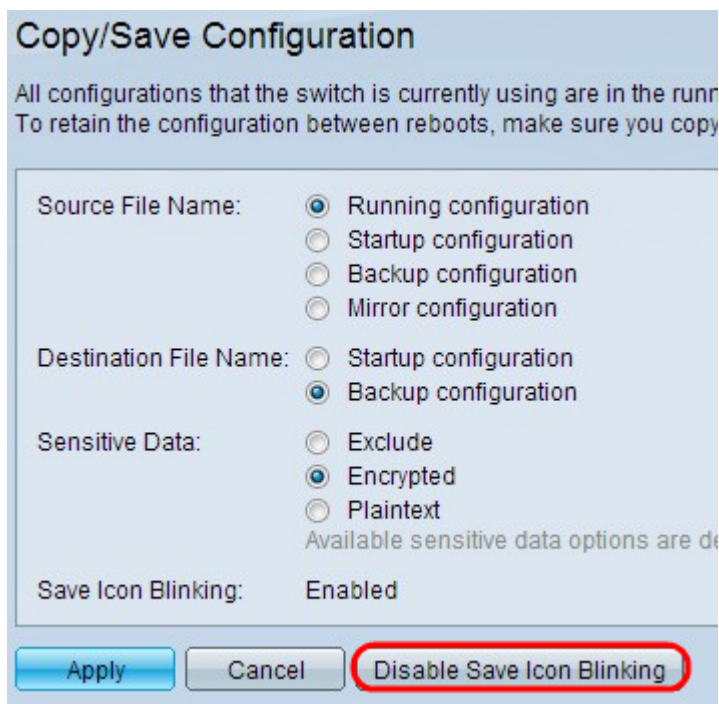 Copy/Save Configuration
All configurations that the switch is currently using are in the
To retain the configuration between reboots, make sure you copy
Source File Name: Running configuration
Startup configuration
Backup configuration
Mirror configuration
Destination File Name: Startup configuration
Backup configuration
Sensitive Data: Exclude
Encrypted
Plaintext
Available sensitive data options are
Save Icon Blinking: Enabled
Apply Cancel Disable Save Icon Blinking